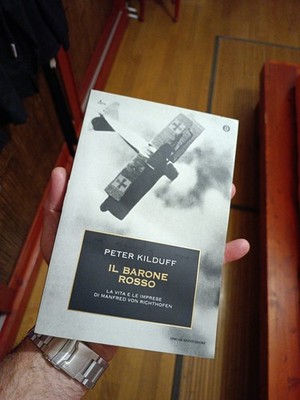 PETER KILDUFF
IL BARONE
ROSSO
LA VITA E LE IMPRESE
DI MANFRED VON RICHTHOFEN